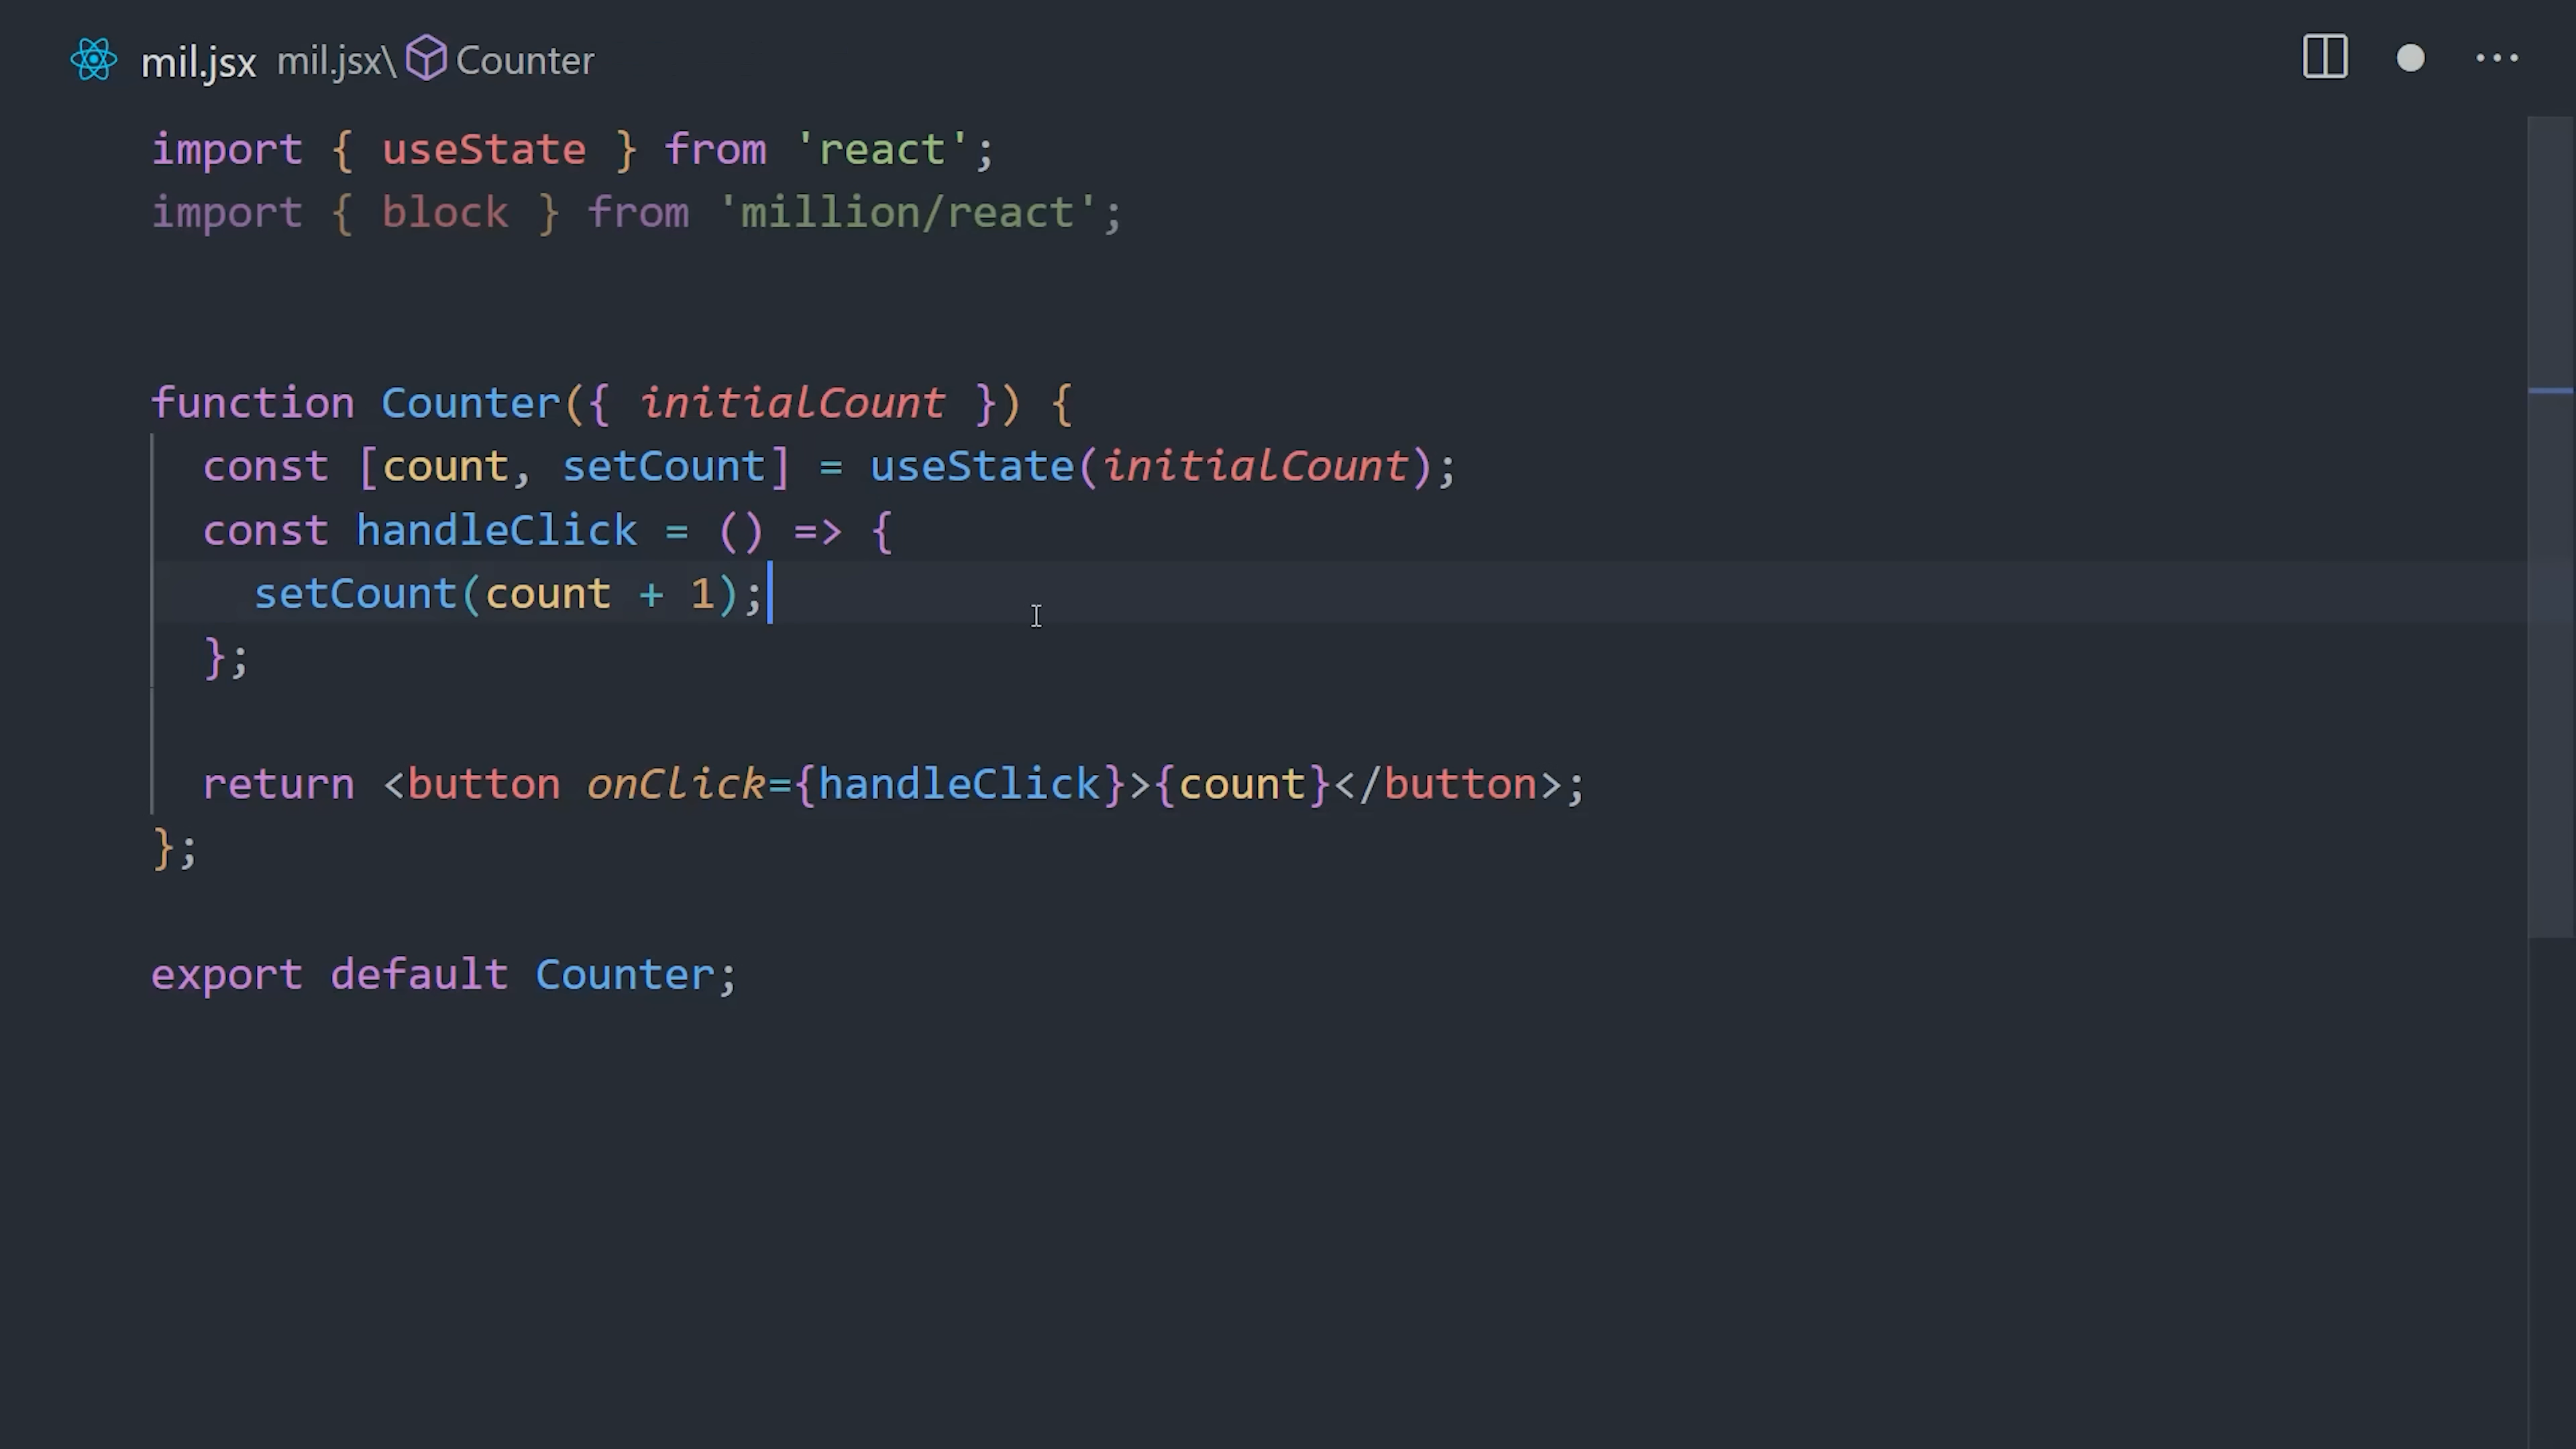 mil.jsx mil.jsx\ Counter
import { useState } from 'react';
import { block } from 'million/react';
function Counter({ initialCount }) {
const [count, setCount] = useState(initialCount);
const handleClick = () => {
setCount(count + 1);
};
return <button onClick={handleClick}>{count}</button>;
};
export default Counter;